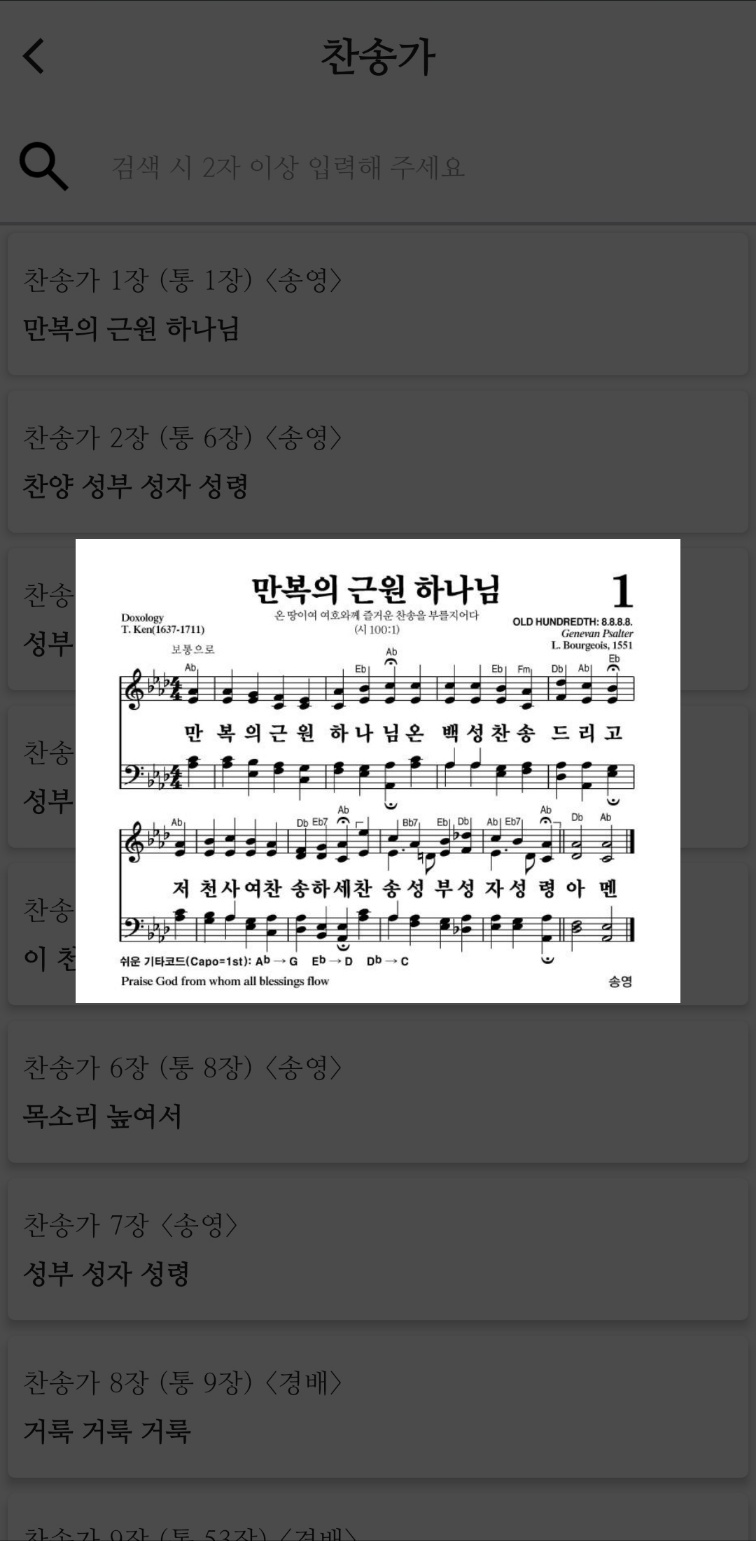 찬송가
검색 시 2자 이상 입력해 주세요
찬송가 1장 (통 1장) 〈송영〉
만복의 근원 하나님
찬송가 2장 (통 6장) 〈송영〉
찬양 성부 성자 성령
찬송
성부
찬송
성부
찬송
이 천
만복의 근원 하나님 1
온 땅이여 여호와께 즐거운 찬송을 부를지어다
(시 100:1)
Doxology
T. Ken(1637-1711)
OLD HUNDREDTH: 8.8.8.8.
Genevan Psalter
L. Bourgeois, 1551
보통으로
Ab Eb Ab Eb Fm Db Ab Eb
만 복 의 근 원 하 나 님 온 백 성 찬 송 드 리 고
Ab Db Eb7 Ab Bb7 Eb Db Ab Eb7 Ab Db Ab
저 천 사 여 찬 송 하 세 찬 송 성 부 성 자 성 령 아 멘
쉬운 기타코드(Capo=1st): Ab → G Eb → D Db → C
Praise God from whom all blessings flow 송영
찬송가 6장 (통 8장) 〈송영〉
목소리 높여서
찬송가 7장 〈송영〉
성부 성자 성령
찬송가 8장 (통 9장) 〈경배〉
거룩 거룩 거룩
찬송가 9장 (통 53장) 〈경배〉